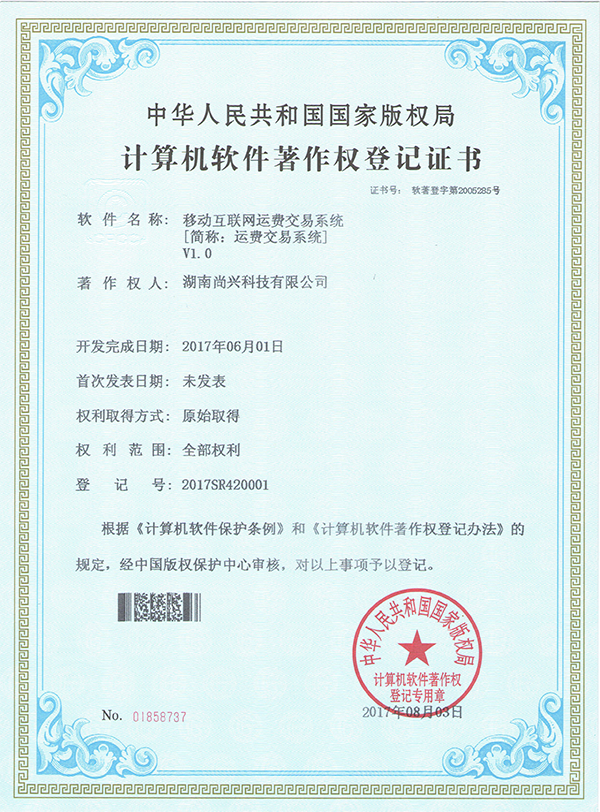 中华人民共和国国家版权局
计算机软件著作权登记证书
证书号： 软著登字第2005285号
软件名称： 移动互联网运费交易系统
[简称：运费交易系统]
V1.0
著作权人： 湖南尚兴科技有限公司
开发完成日期： 2017年06月01日
首次发表日期： 未发表
权利取得方式： 原始取得
权利范围： 全部权利
登记号： 2017SR420001
根据《计算机软件保护条例》和《计算机软件著作权登记办法》的
规定，经中国版权保护中心审核，对以上事项予以登记。
中华人民共和国国家版权局
计算机软件著作权
登记专用章
No. 01858737
2017年08月03日